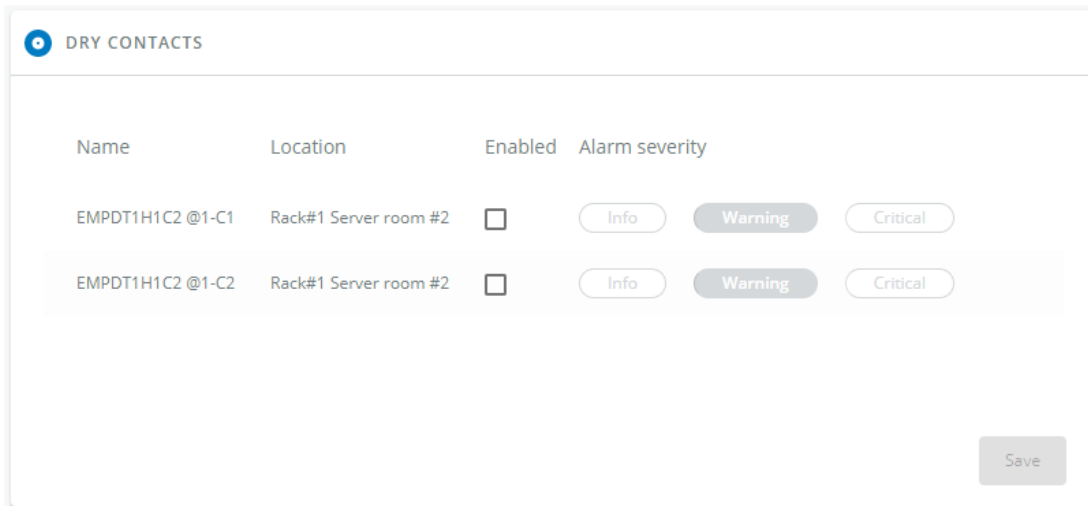 DRY CONTACTS
Name Location Enabled Alarm severity
EMPDT1H1C2 @1-C1 Rack#1 Server room #2 Info Warning Critical
EMPDT1H1C2 @1-C2 Rack#1 Server room #2 Info Warning Critical
Save